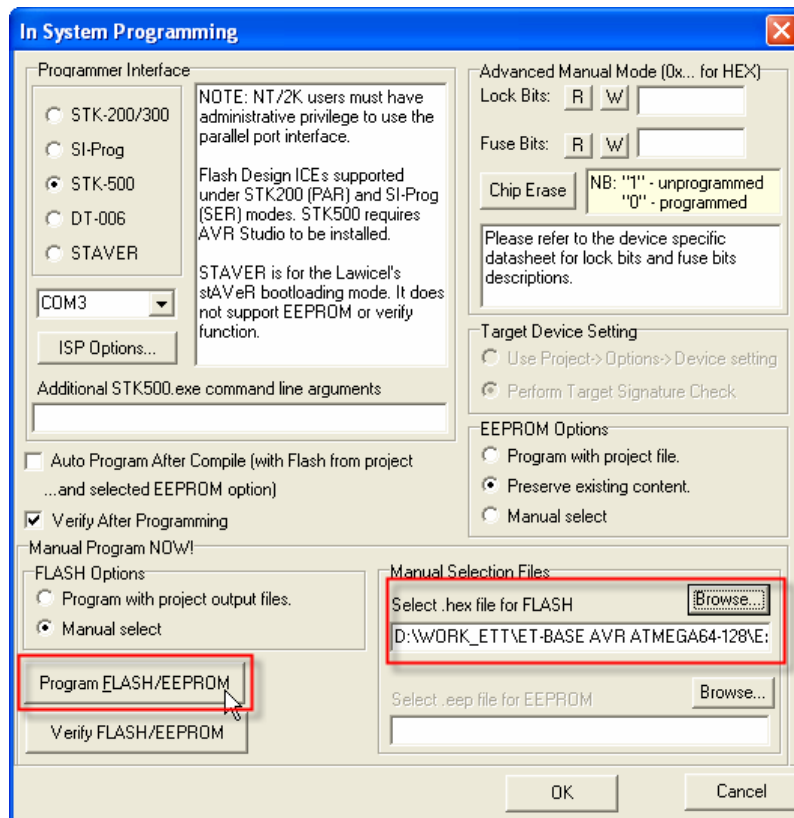 In System Programming
Programmer Interface
STK-200/300
SI-Prog
STK-500
DT-006
STAVER
COM3
ISP Options...
NOTE: NT/2K users must have
administrative privilege to use the
parallel port interface.
Flash Design ICEs supported
under STK200 (PAR) and SI-Prog
(SER) modes. STK500 requires
AVR Studio to be installed.
STAVER is for the Lawicel's
stAVeR bootloading mode. It does
not support EEPROM or verify
function.
Additional STK500.exe command line arguments
Advanced Manual Mode (0x... for HEX)
Lock Bits: R W
Fuse Bits: R W
Chip Erase
NB: "1" - unprogrammed
"0" - programmed
Please refer to the device specific
datasheet for lock bits and fuse bits
descriptions.
Target Device Setting
Use Project->Options->Device setting
Perform Target Signature Check
EEPROM Options
Program with project file.
Preserve existing content.
Manual select
Auto Program After Compile (with Flash from project
...and selected EEPROM option)
Verify After Programming
Manual Program NOW!
FLASH Options
Program with project output files.
Manual select
Program FLASH/EEPROM
Verify FLASH/EEPROM
Manual Selection Files
Select .hex file for FLASH
Browse...
D:\WORK_ETT\ET-BASE AVR ATMEGA64-128\E:
Select .eep file for EEPROM
Browse...
OK
Cancel